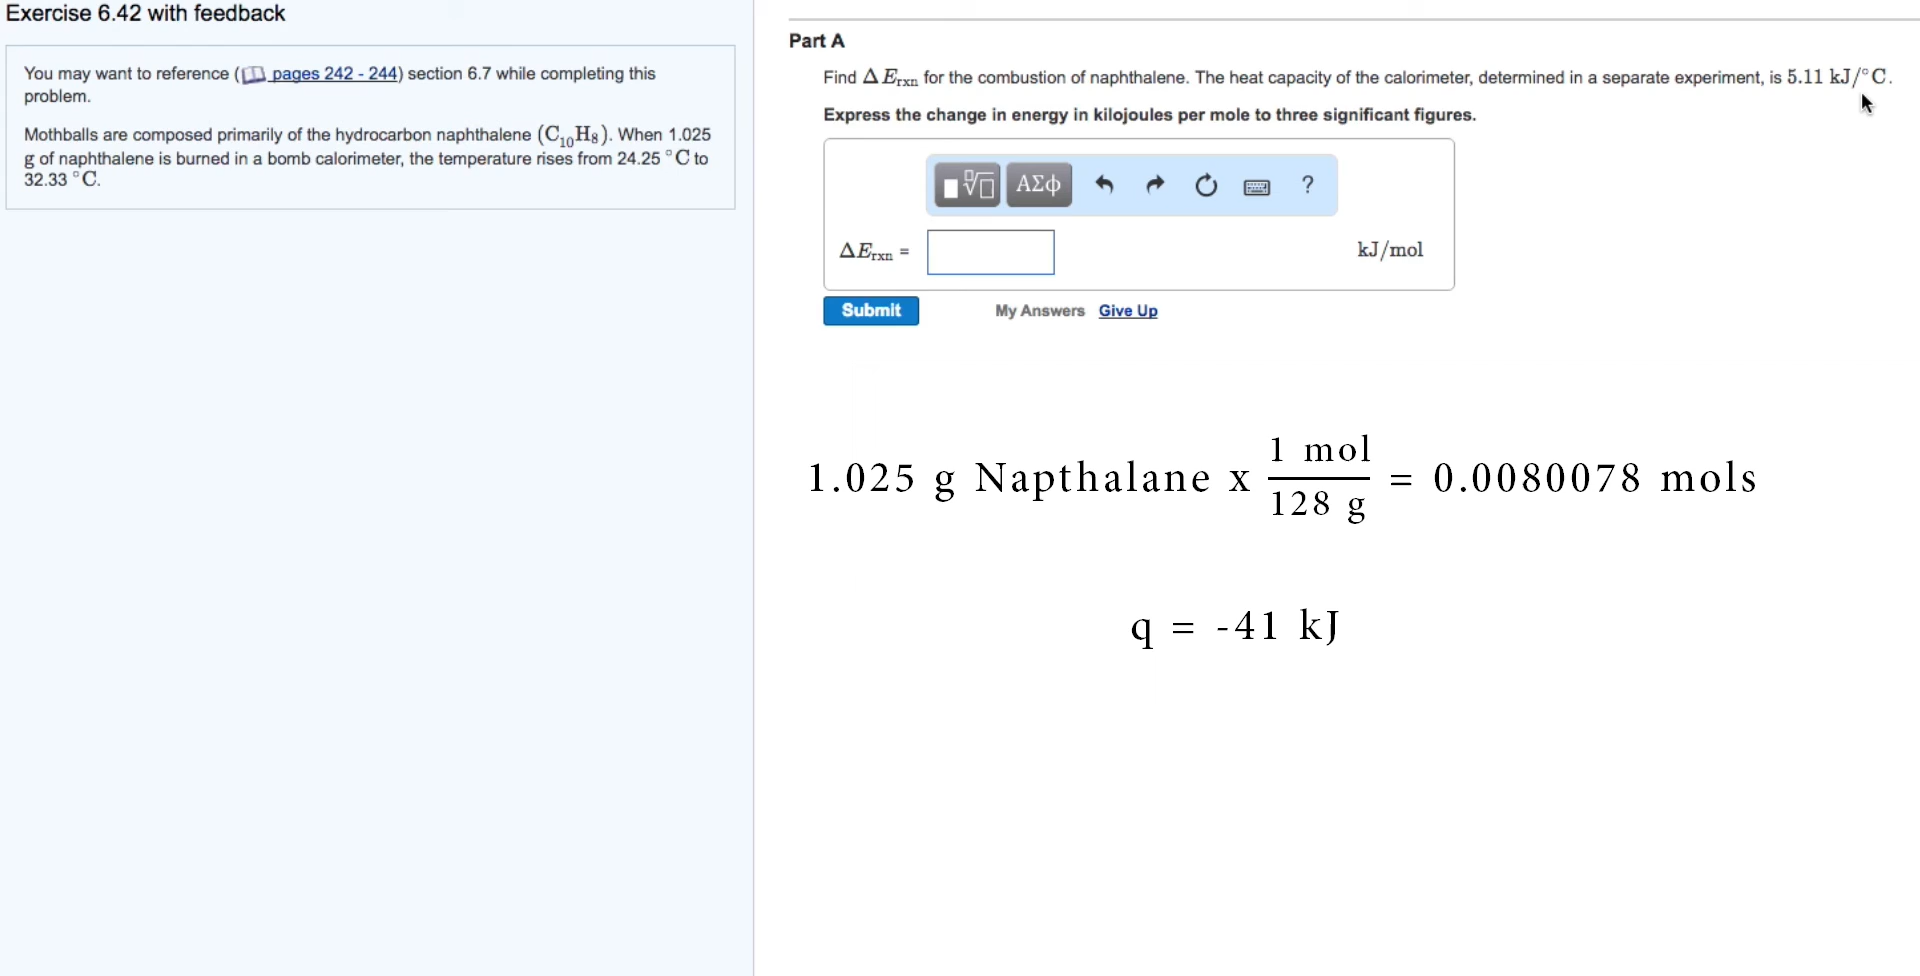 Exercise 6.42 with feedback
You may want to reference ( pages 242 - 244) section 6.7 while completing this
problem.
Mothballs are composed primarily of the hydrocarbon naphthalene (C₁₀H₈). When 1.025
g of naphthalene is burned in a bomb calorimeter, the temperature rises from 24.25 °C to
32.33 °C.
Part A
Find ΔErxn for the combustion of naphthalene. The heat capacity of the calorimeter, determined in a separate experiment, is 5.11 kJ/°C.
Express the change in energy in kilojoules per mole to three significant figures.
√ ΑΣφ ?
ΔErxn = kJ/mol
Submit My Answers Give Up
1.025 g Napthalane x 1 mol / 128 g = 0.0080078 mols
q = -41 kJ